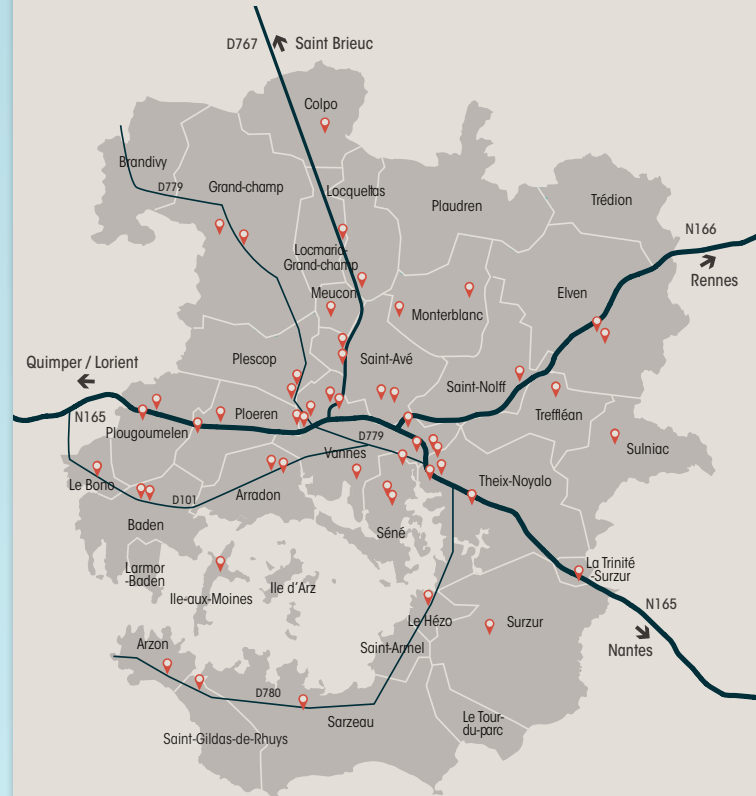 D767
Saint Brieuc
Colpo
Brandivy
D779
Grand-champ
Locqueltas
Plaudren
Trédion
N166
Rennes
Locmaria-
Grand-champ
Meucon
Monterblanc
Elven
Quimper / Lorient
Plescop
Saint-Avé
Saint-Nolff
Treffléan
N165
Plougoumelen
Ploeren
D779
Vannes
Sulniac
Le Bono
D101
Arradon
Theix-Noyalo
Baden
Séné
Larmor
-Baden
Ile-aux-Moines
Ile d'Arz
La Trinité
-Surzur
N165
Nantes
Le Hézo
Surzur
Arzon
Saint-Armel
D780
Sarzeau
Le Tour-
du-parc
Saint-Gildas-de-Rhuys